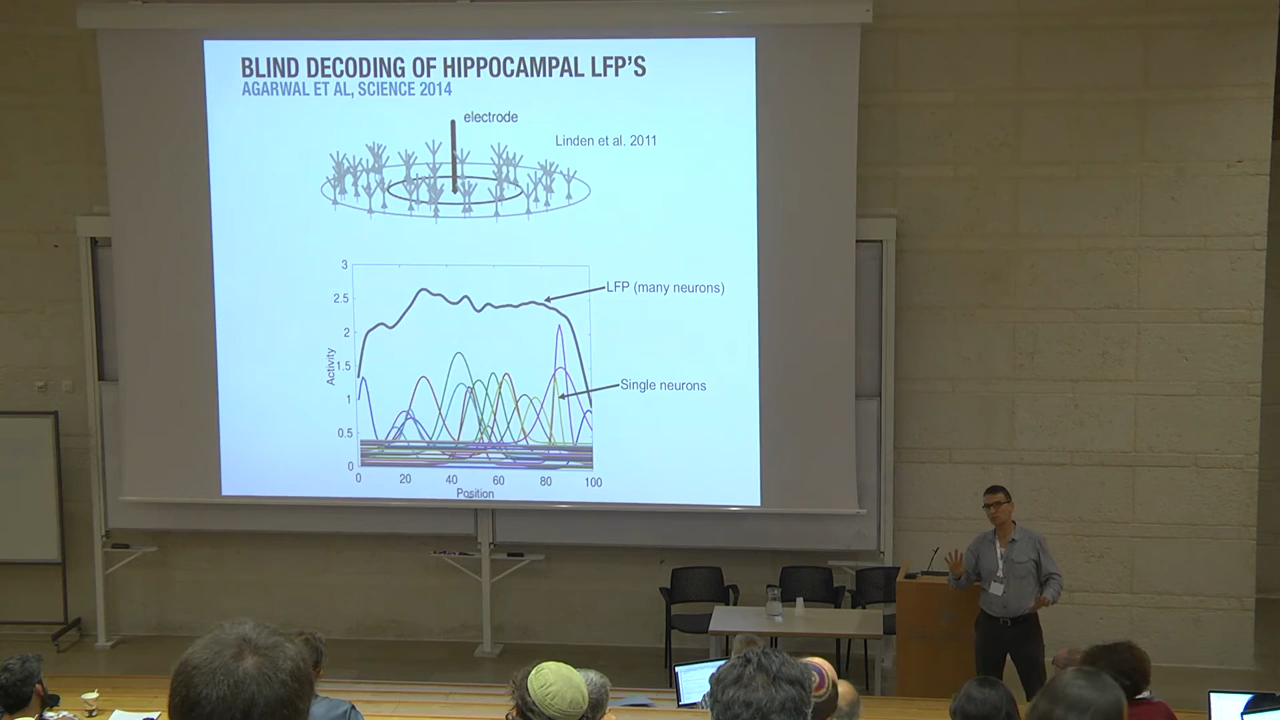 BLIND DECODING OF HIPPOCAMPAL LFP'S
AGARWAL ET AL, SCIENCE 2014
electrode
Linden et al. 2011
3
2.5
2
1.5
1
0.5
0
Activity
LFP (many neurons)
Single neurons
0 20 40 60 80 100
Position